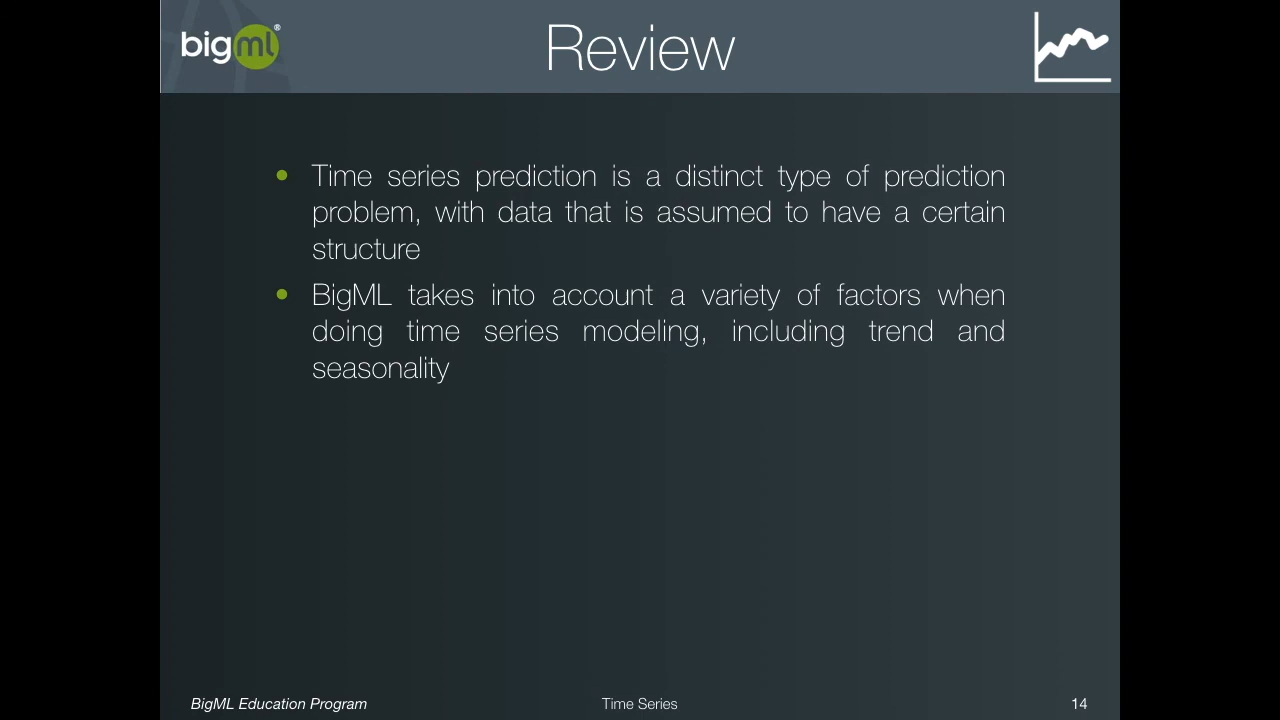 bigml®
Review
• Time series prediction is a distinct type of prediction
problem, with data that is assumed to have a certain
structure
• BigML takes into account a variety of factors when
doing time series modeling, including trend and
seasonality
BigML Education Program
Time Series
14